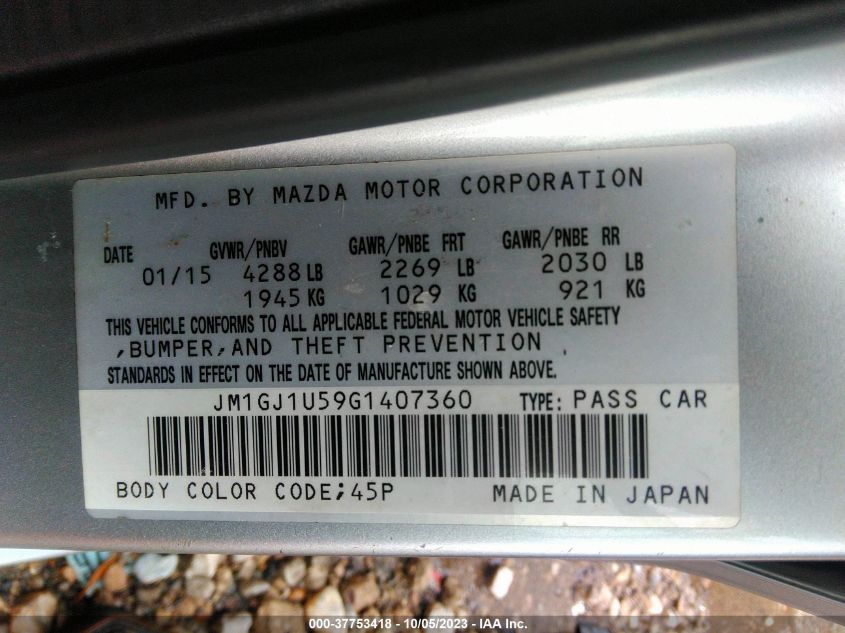 MFD. BY MAZDA MOTOR CORPORATION
DATE GVWR/PNBV GAWR/PNBE FRT GAWR/PNBE RR
01/15 4288 LB 2269 LB 2030 LB
1945 KG 1029 KG 921 KG
THIS VEHICLE CONFORMS TO ALL APPLICABLE FEDERAL MOTOR VEHICLE SAFETY
,BUMPER,AND THEFT PREVENTION
STANDARDS IN EFFECT ON THE DATE OF MANUFACTURE SHOWN ABOVE.
JM1GJ1U59G1407360 TYPE: PASS CAR
BODY COLOR CODE;45P MADE IN JAPAN
000-37753418 - 10/05/2023 - IAA Inc.